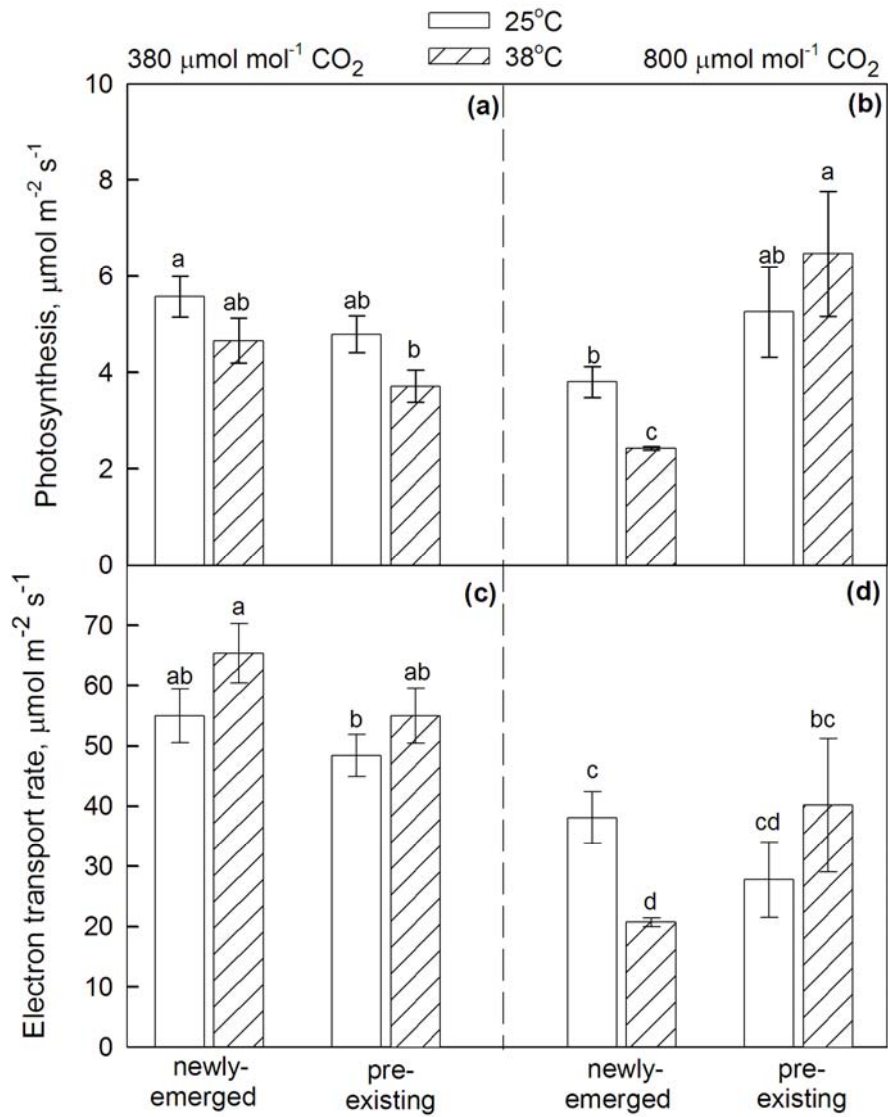 25°C
380 μmol mol⁻¹ CO₂
38°C
800 μmol mol⁻¹ CO₂
Photosynthesis, μmol m⁻² s⁻¹
10
8
6
4
2
0
(a)
a
ab
ab
b
(b)
b
c
ab
a
Electron transport rate, μmol m⁻² s⁻¹
70
60
50
40
30
20
10
0
(c)
ab
a
b
ab
(d)
c
d
cd
bc
newly-
emerged
pre-
existing
newly-
emerged
pre-
existing